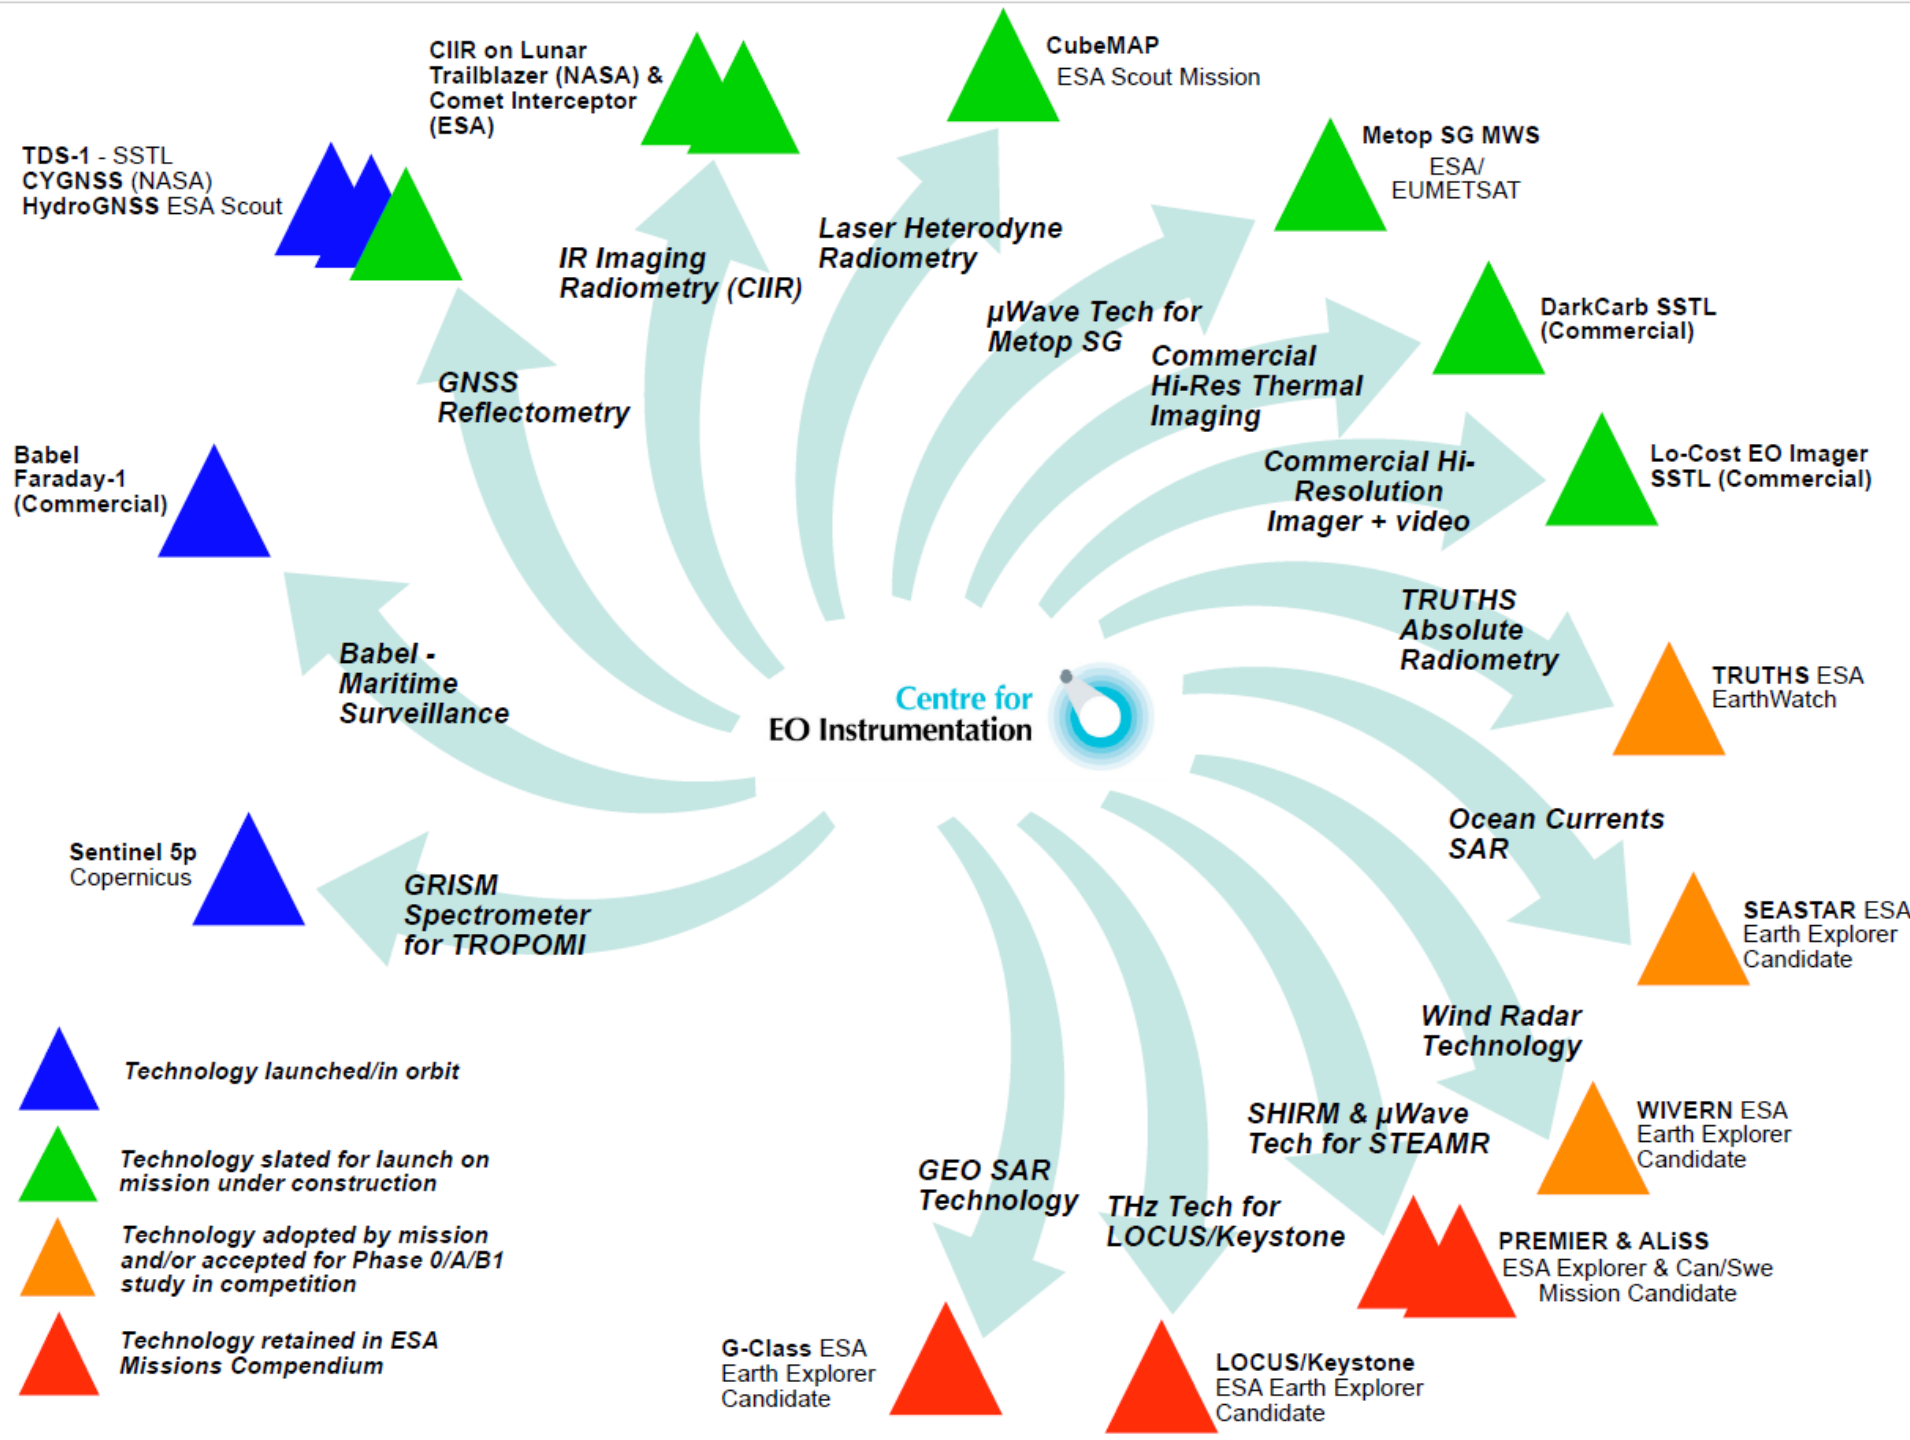 CIIR on Lunar
Trailblazer (NASA) &
Comet Interceptor
(ESA)
CubeMAP
ESA Scout Mission
Metop SG MWS
ESA/
EUMETSAT
TDS-1 - SSTL
CYGNSS (NASA)
HydroGNSS ESA Scout
IR Imaging
Radiometry (CIIR)
Laser Heterodyne
Radiometry
µWave Tech for
Metop SG
DarkCarb SSTL
(Commercial)
Commercial
Hi-Res Thermal
Imaging
GNSS
Reflectometry
Babel
Faraday-1
(Commercial)
Commercial Hi-
Resolution
Imager + video
Lo-Cost EO Imager
SSTL (Commercial)
TRUTHS
Absolute
Radiometry
TRUTHS ESA
EarthWatch
Babel -
Maritime
Surveillance
Centre for
EO Instrumentation
Ocean Currents
SAR
SEASTAR ESA
Earth Explorer
Candidate
Sentinel 5p
Copernicus
GRISM
Spectrometer
for TROPOMI
Wind Radar
Technology
WIVERN ESA
Earth Explorer
Candidate
SHIRM & µWave
Tech for STEAMR
PREMIER & ALiSS
ESA Explorer & Can/Swe
Mission Candidate
GEO SAR
Technology
THz Tech for
LOCUS/Keystone
G-Class ESA
Earth Explorer
Candidate
LOCUS/Keystone
ESA Earth Explorer
Candidate
Technology launched/in orbit
Technology slated for launch on
mission under construction
Technology adopted by mission
and/or accepted for Phase 0/A/B1
study in competition
Technology retained in ESA
Missions Compendium